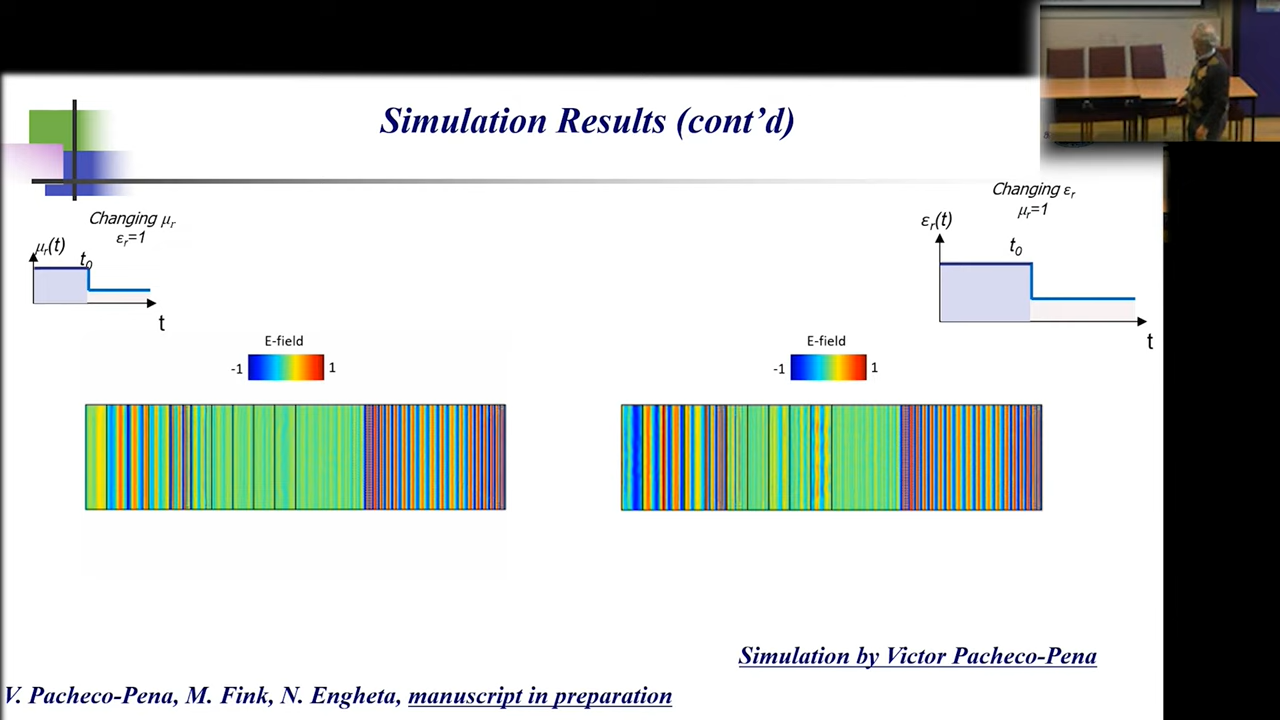 Simulation Results (cont'd)
Changing μr
εr=1
μr(t)
t0
t
Changing εr
μr=1
εr(t)
t0
t
E-field
-1 1
E-field
-1 1
Simulation by Victor Pacheco-Pena
V. Pacheco-Pena, M. Fink, N. Engheta, manuscript in preparation